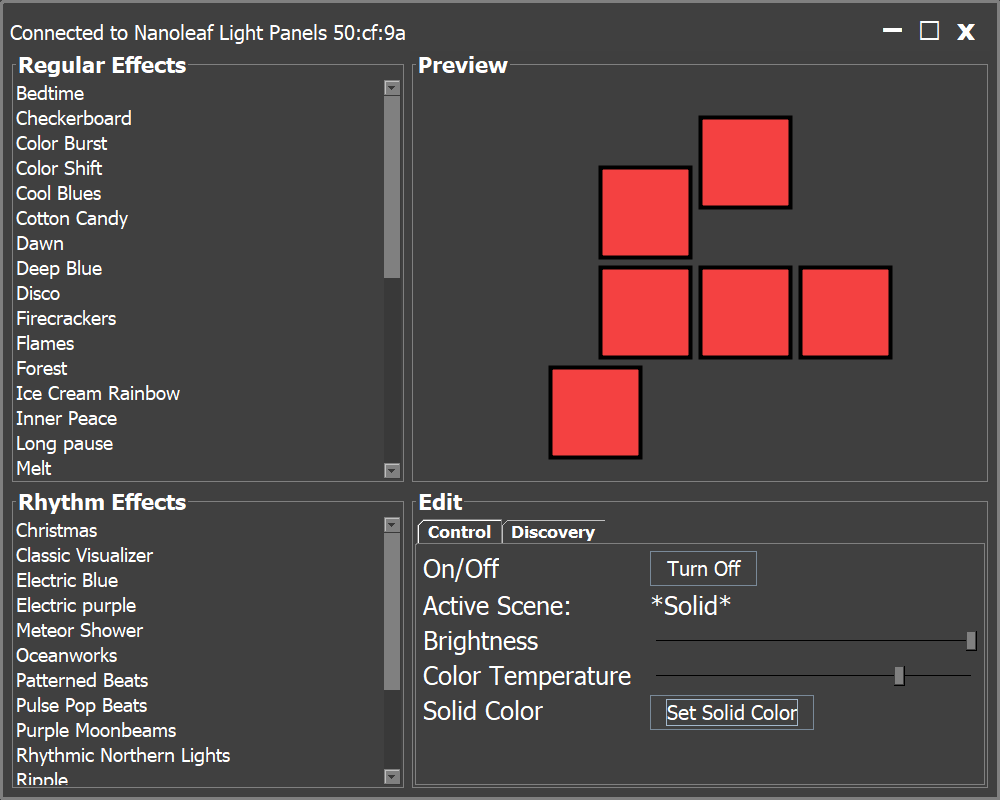 Connected to Nanoleaf Light Panels 50:cf:9a
Regular Effects
Bedtime
Checkerboard
Color Burst
Color Shift
Cool Blues
Cotton Candy
Dawn
Deep Blue
Disco
Firecrackers
Flames
Forest
Ice Cream Rainbow
Inner Peace
Long pause
Melt
Preview
Rhythm Effects
Christmas
Classic Visualizer
Electric Blue
Electric purple
Meteor Shower
Oceanworks
Patterned Beats
Pulse Pop Beats
Purple Moonbeams
Rhythmic Northern Lights
Ripple
Edit
Control Discovery
On/Off Turn Off
Active Scene: *Solid*
Brightness
Color Temperature
Solid Color Set Solid Color